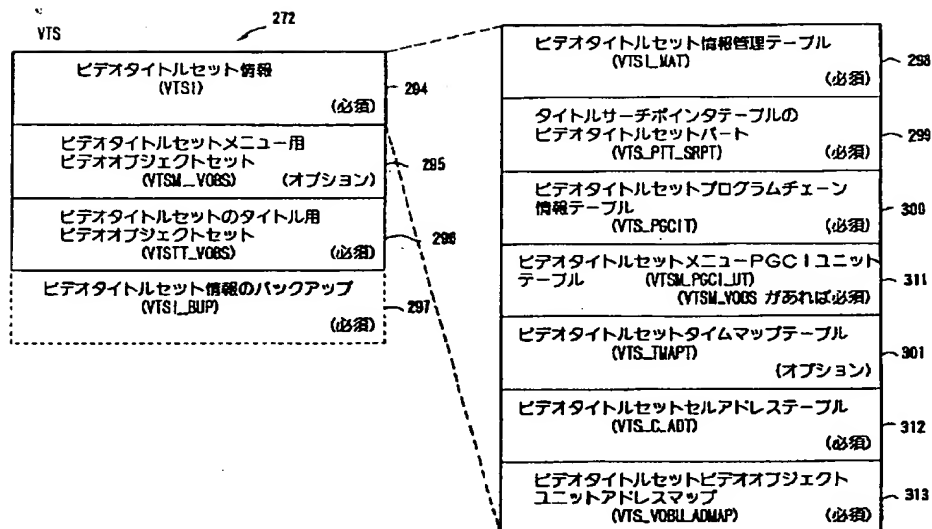 VTS
272
ビデオタイトルセット情報
(VTSI)
(必須)
294
ビデオタイトルセットメニュー用
ビデオオブジェクトセット
(VTSM_VOBS) (オプション)
295
ビデオタイトルセットのタイトル用
ビデオオブジェクトセット
(VTSTT_VOBS) (必須)
296
ビデオタイトルセット情報のバックアップ
(VTSI_BUP)
(必須)
297
ビデオタイトルセット情報管理テーブル
(VTSI_MAT)
(必須)
298
タイトルサーチポインタテーブルの
ビデオタイトルセットパート
(VTS_PTT_SRPT) (必須)
299
ビデオタイトルセットプログラムチェーン
情報テーブル
(VTS_PGCIT) (必須)
300
ビデオタイトルセットメニューPGCIユニット
テーブル (VTSM_PGCI_UT)
(VTSM_VOBS があれば必須)
311
ビデオタイトルセットタイムマップテーブル
(VTS_TMAPT)
(オプション)
301
ビデオタイトルセットセルアドレステーブル
(VTS_C_ADT)
(必須)
312
ビデオタイトルセットビデオオブジェクト
ユニットアドレスマップ
(VTS_VOBU_ADMAP) (必須)
313